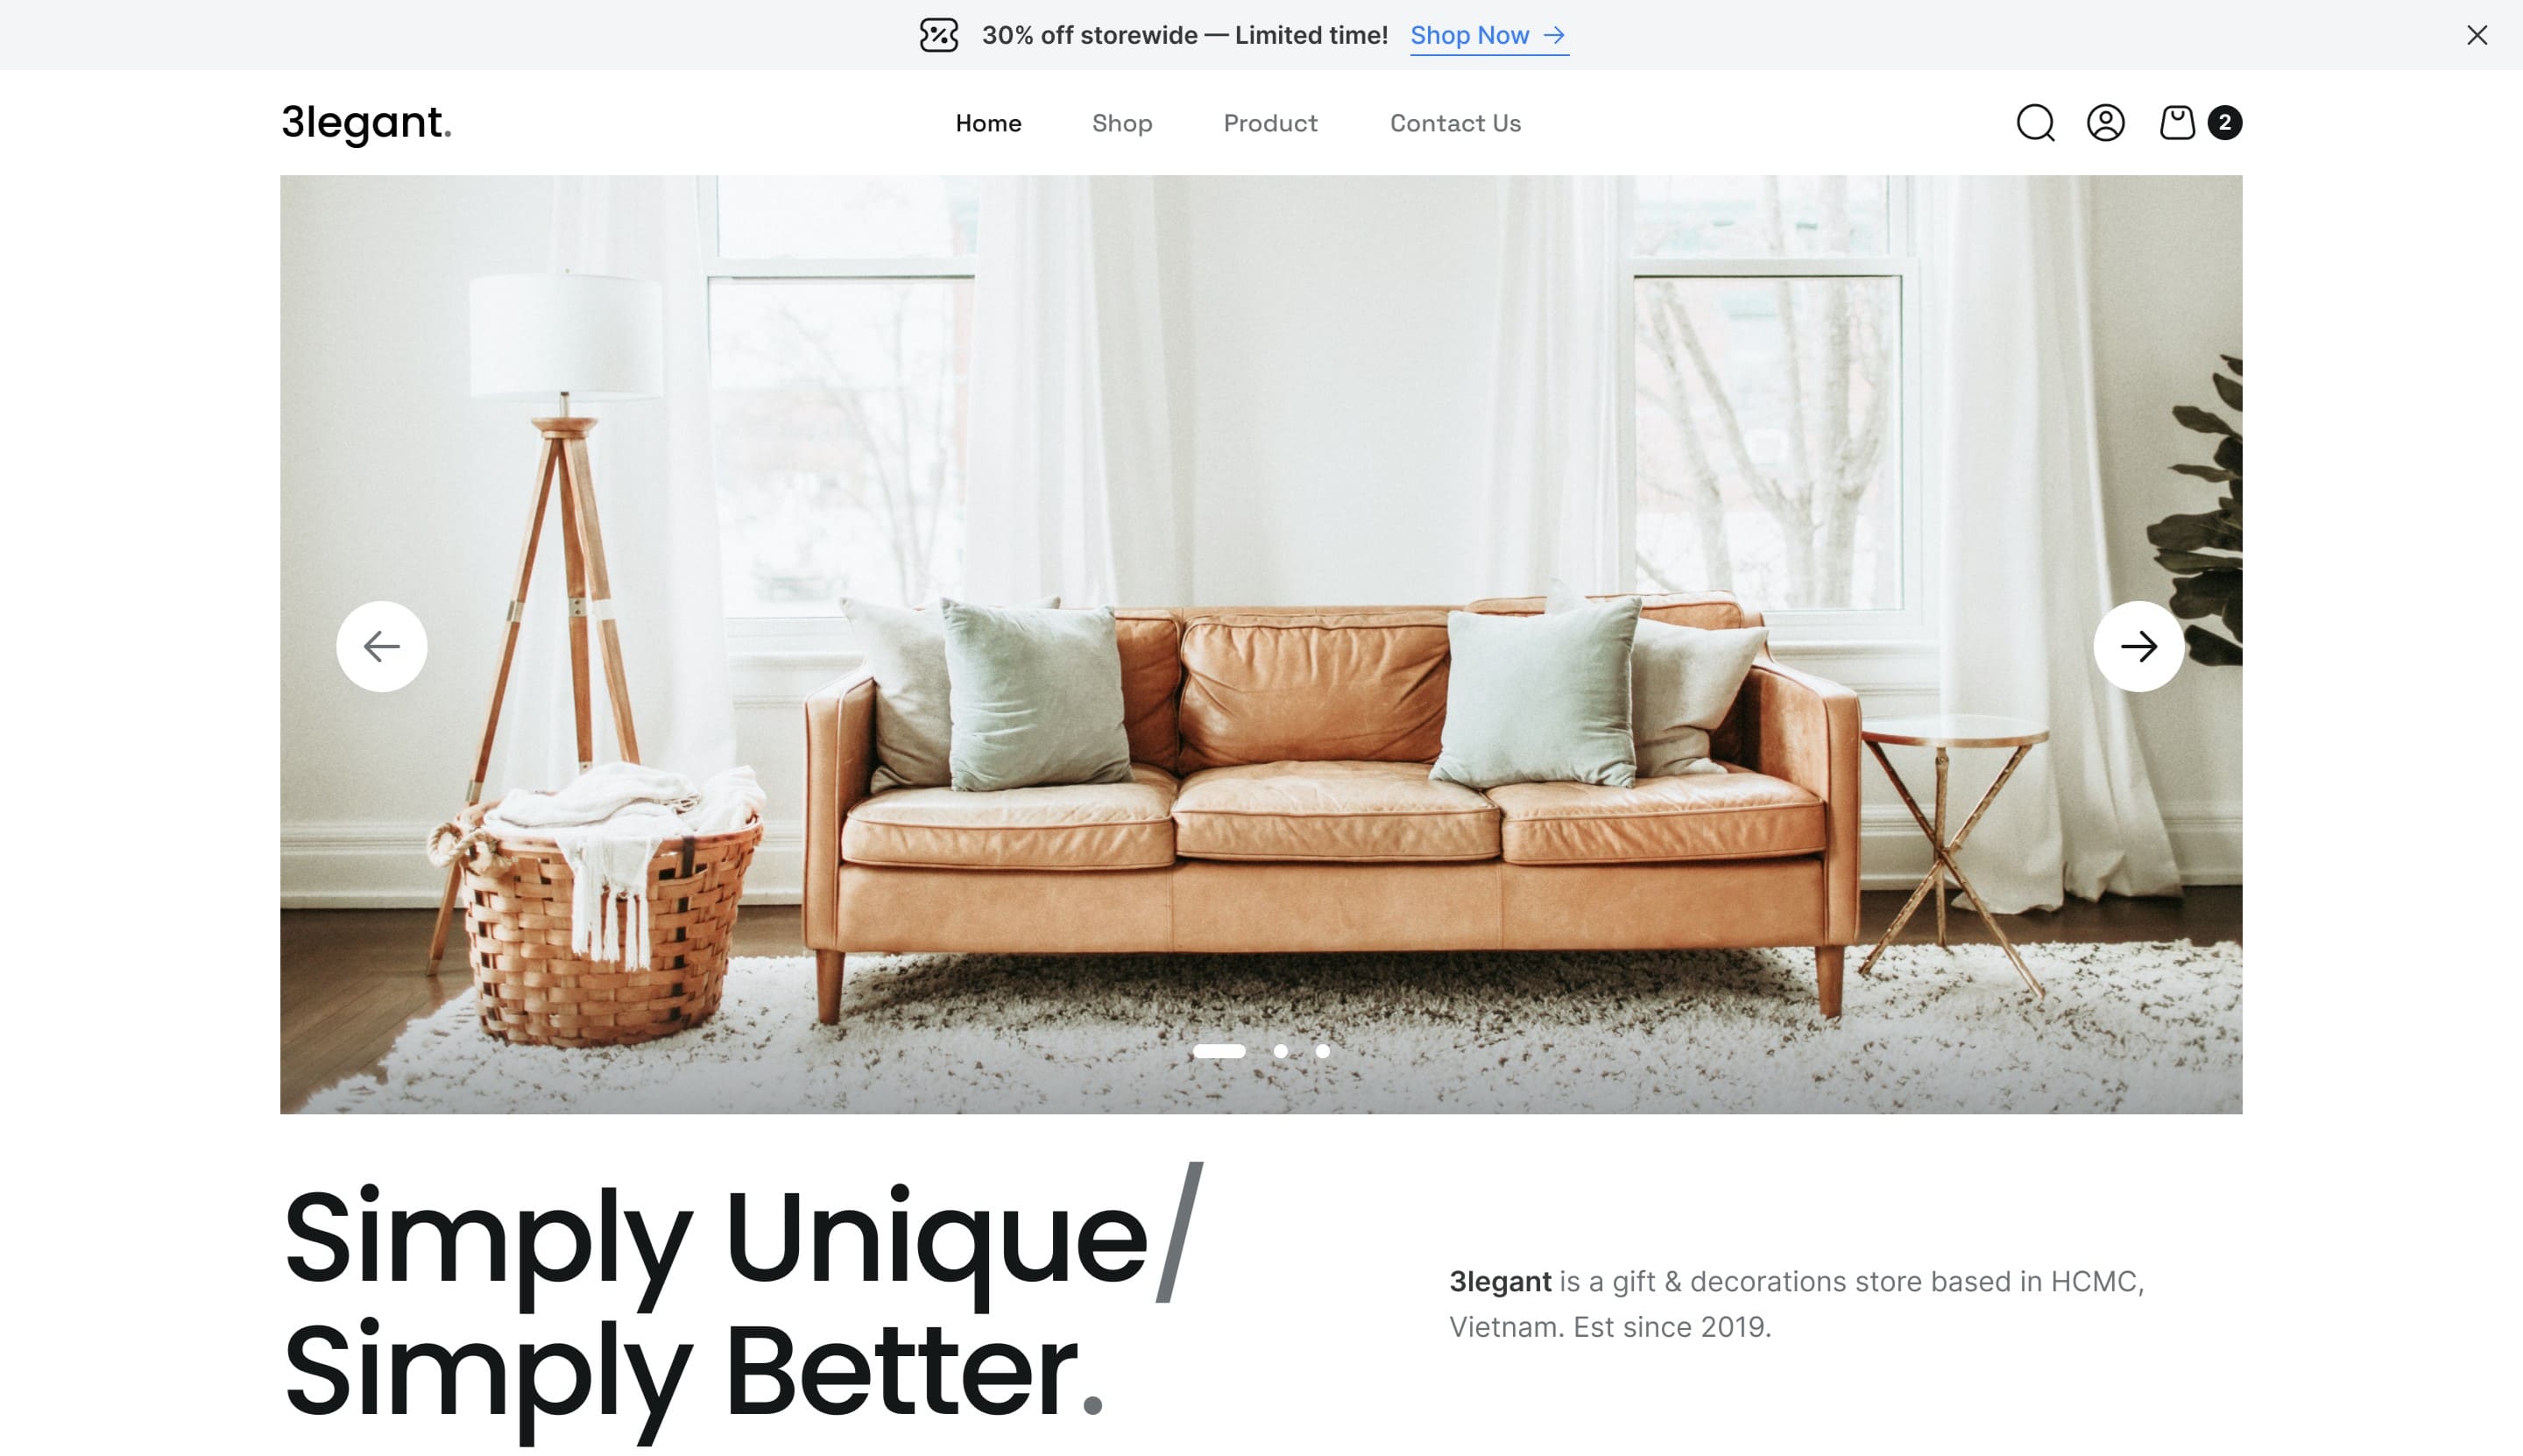 30% off storewide — Limited time! Shop Now →
3legant.
Home Shop Product Contact Us
2
Simply Unique/
Simply Better.
3legant is a gift & decorations store based in HCMC,
Vietnam. Est since 2019.